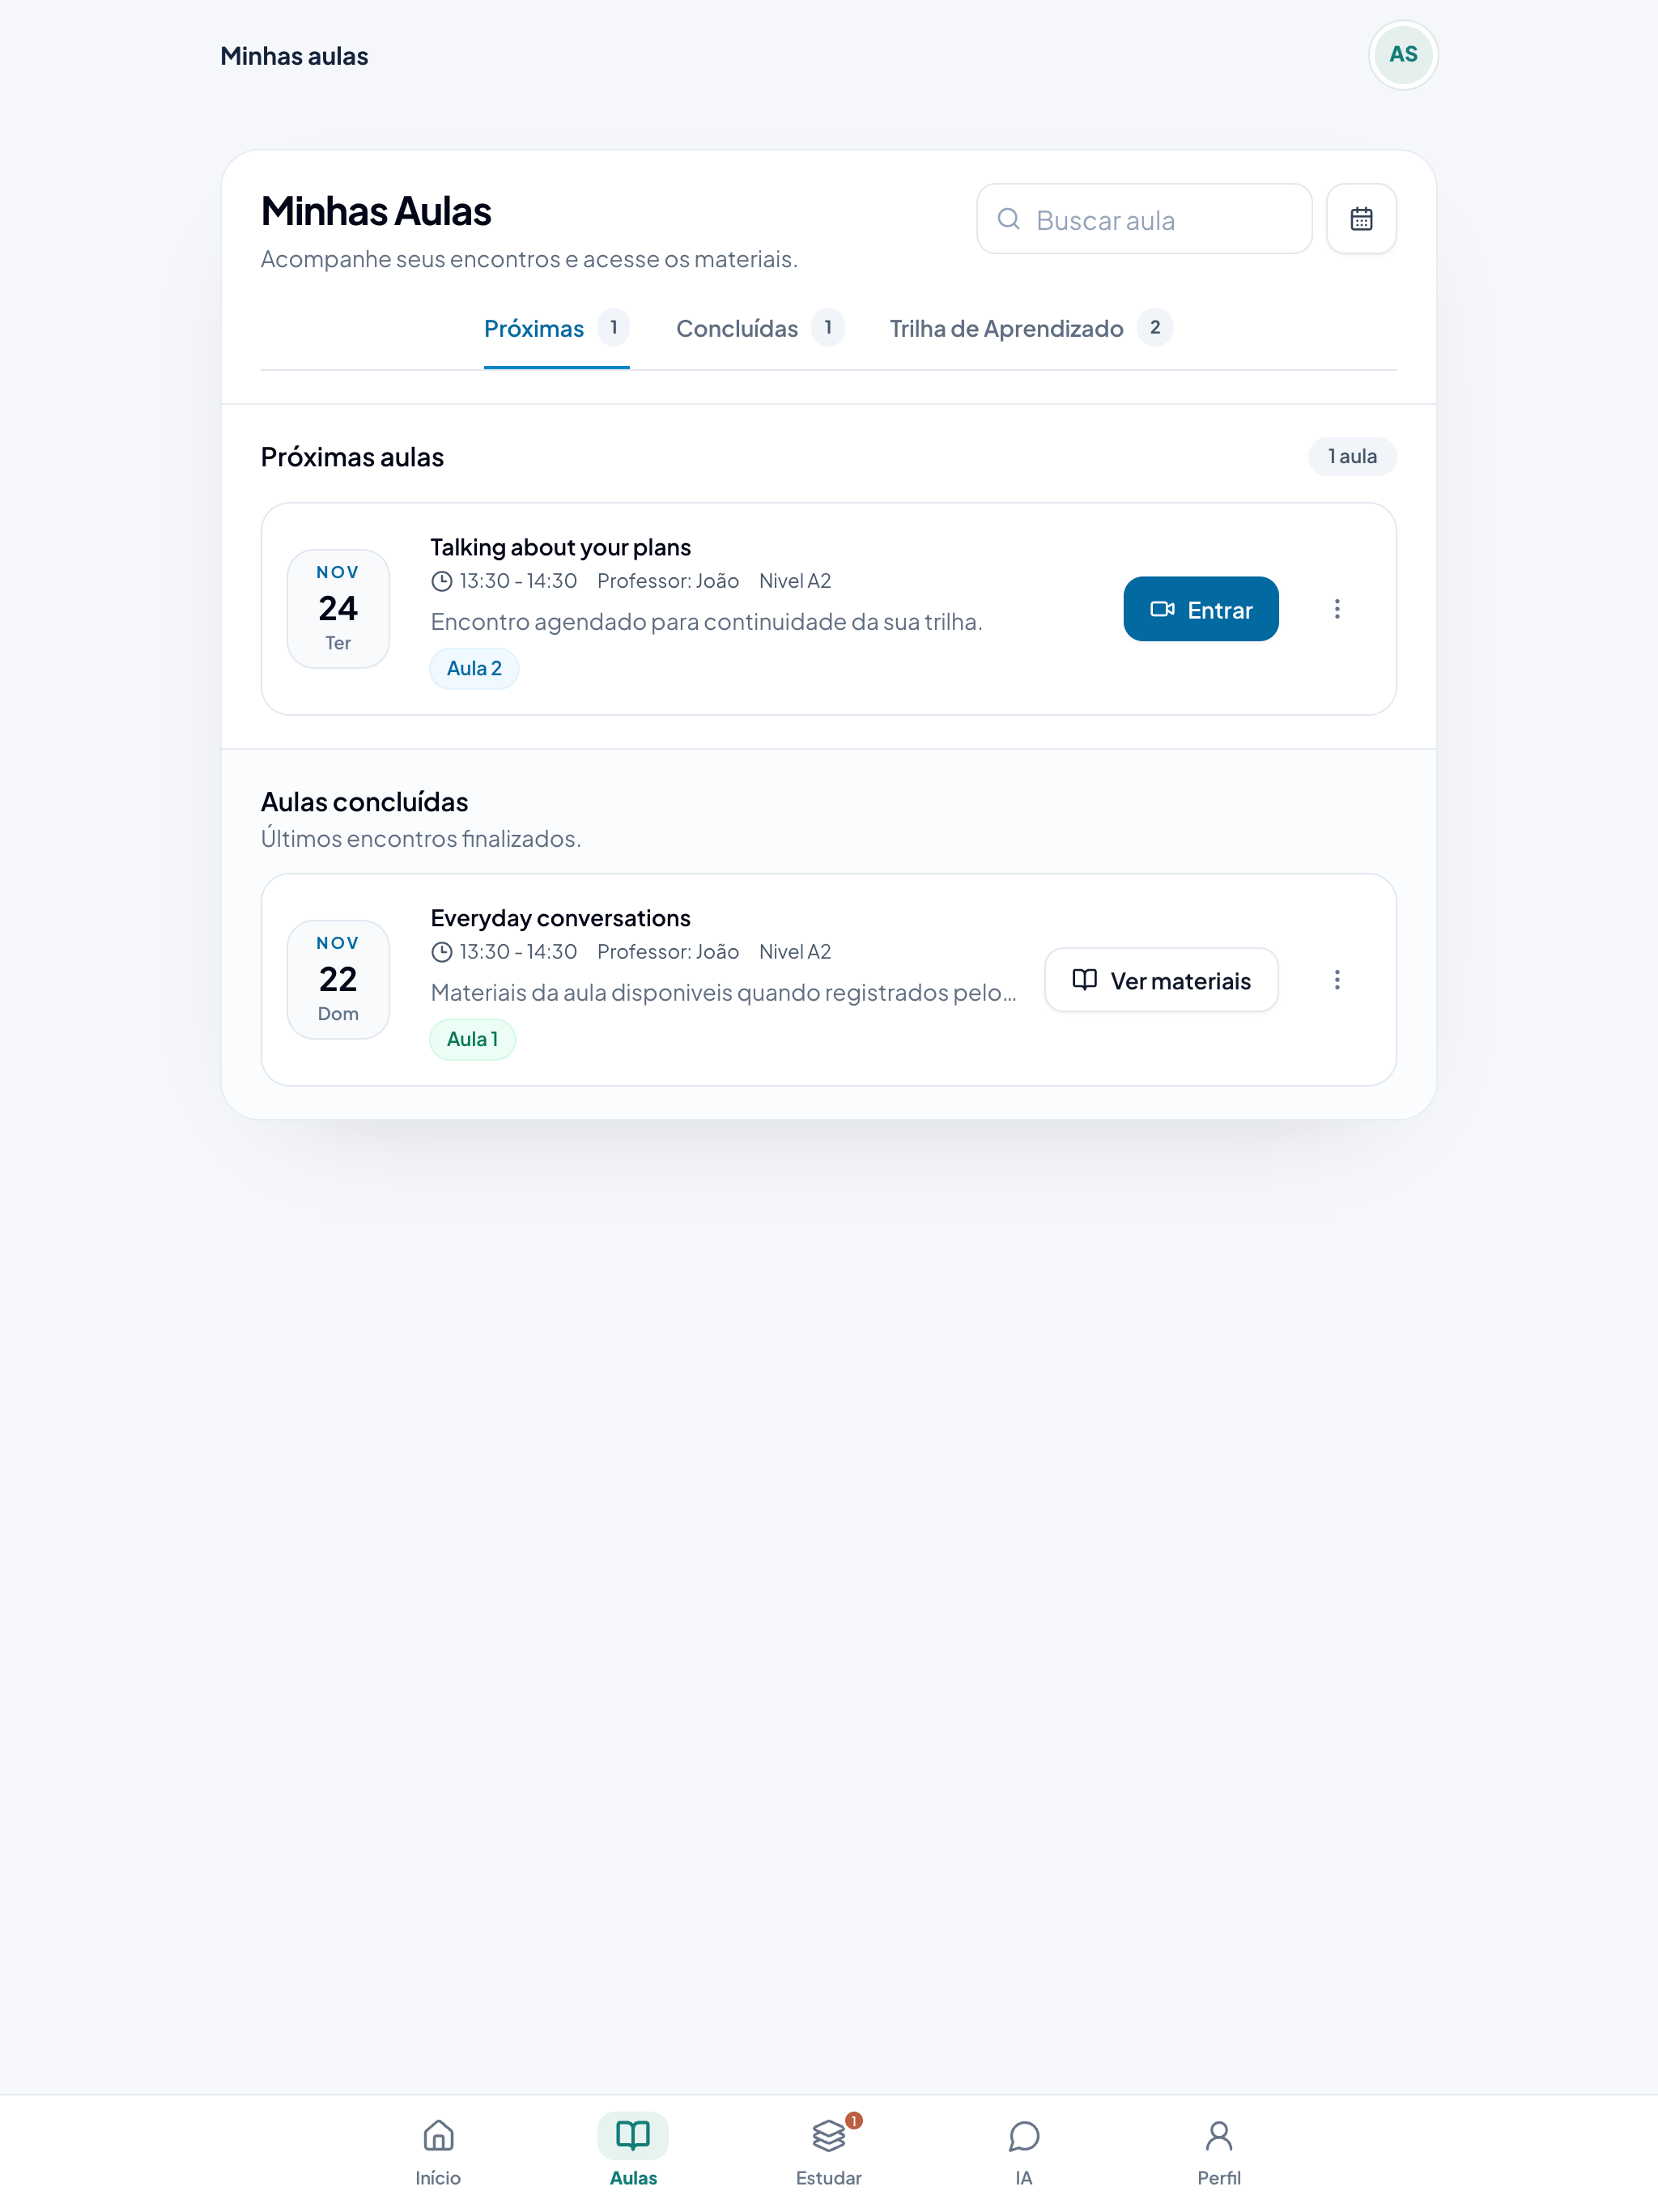 Minhas aulas
AS
Minhas Aulas
Buscar aula
Acompanhe seus encontros e acesse os materiais.
Próximas 1 Concluídas 1 Trilha de Aprendizado 2
Próximas aulas
1 aula
NOV
24
Ter
Talking about your plans
13:30 - 14:30 Professor: João Nivel A2
Encontro agendado para continuidade da sua trilha.
Aula 2
Entrar
Aulas concluídas
Últimos encontros finalizados.
NOV
22
Dom
Everyday conversations
13:30 - 14:30 Professor: João Nivel A2
Materiais da aula disponiveis quando registrados pelo...
Aula 1
Ver materiais
1
Início Aulas Estudar IA Perfil